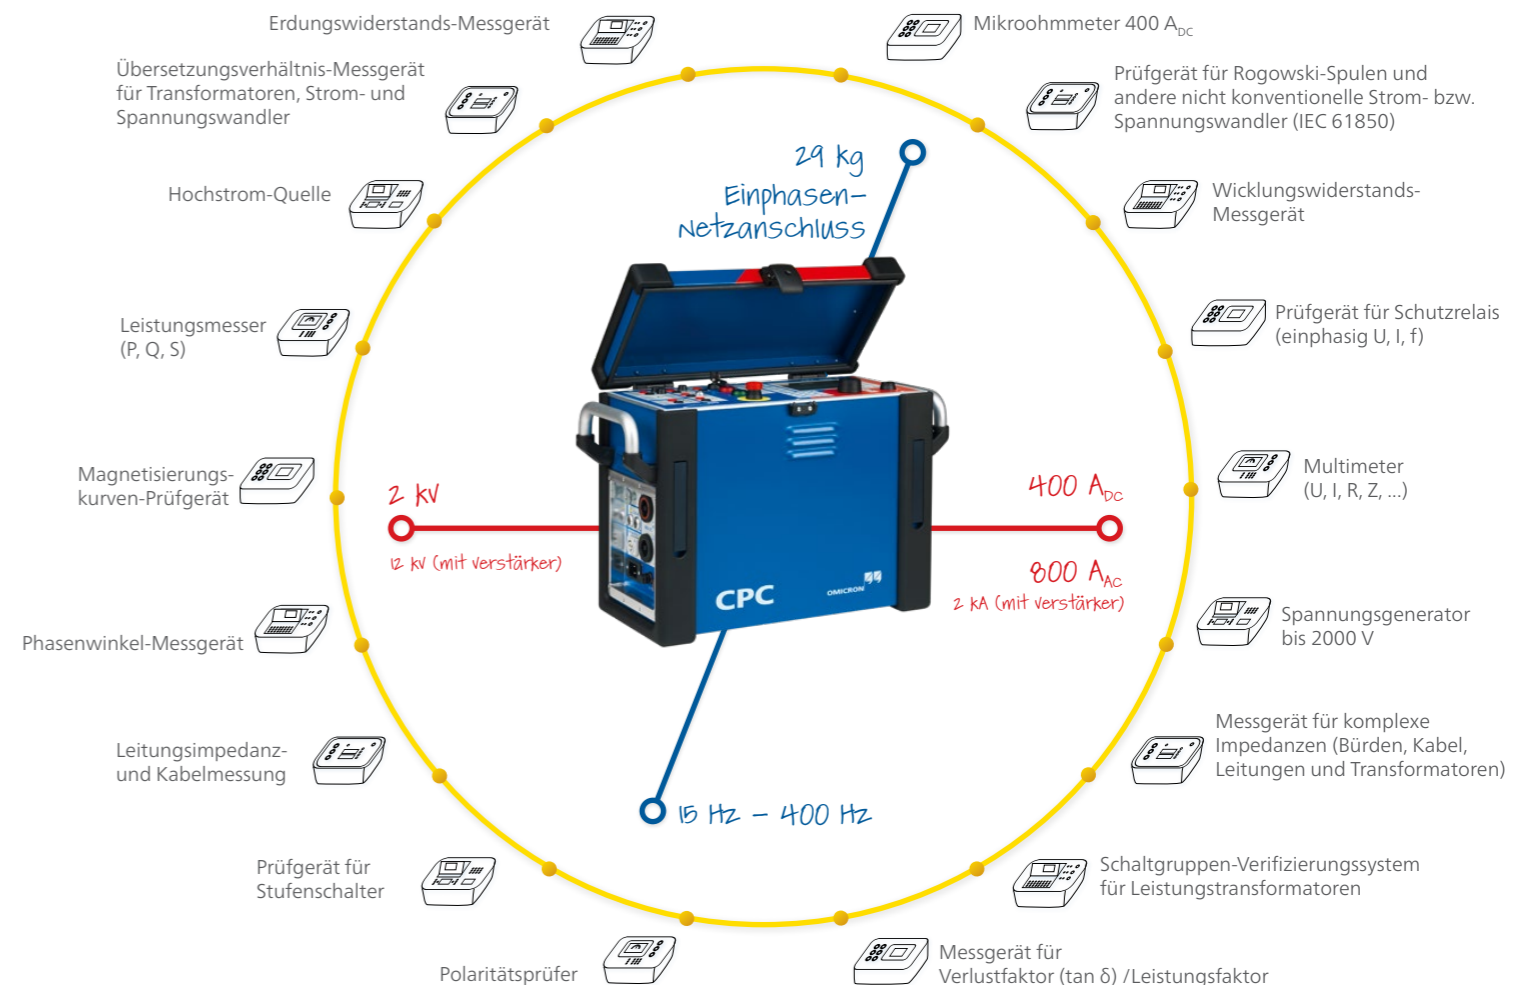 Erdungswiderstands-Messgerät
Mikroohmmeter 400 A_DC
Übersetzungsverhältnis-Messgerät
für Transformatoren, Strom- und
Spannungswandler
Prüfgerät für Rogowski-Spulen und
andere nicht konventionelle Strom- bzw.
Spannungswandler (IEC 61850)
29 kg
Einphasen-
Netzanschluss
Hochstrom-Quelle
Wicklungswiderstands-
Messgerät
Leistungsmesser
(P, Q, S)
Prüfgerät für Schutzrelais
(einphasig U, I, f)
Magnetisierungs-
kurven-Prüfgerät
2 kV
12 kV (mit Verstärker)
400 A_DC
800 A_AC
2 kA (mit Verstärker)
Multimeter
(U, I, R, Z, ...)
CPC
OMICRON
Phasenwinkel-Messgerät
Spannungsgenerator
bis 2000 V
Leitungsimpedanz-
und Kabelmessung
Messgerät für komplexe
Impedanzen (Bürden, Kabel,
Leitungen und Transformatoren)
15 Hz – 400 Hz
Prüfgerät für
Stufenschalter
Schaltgruppen-Verifizierungssystem
für Leistungstransformatoren
Polaritätsprüfer
Messgerät für
Verlustfaktor (tan δ) /Leistungsfaktor